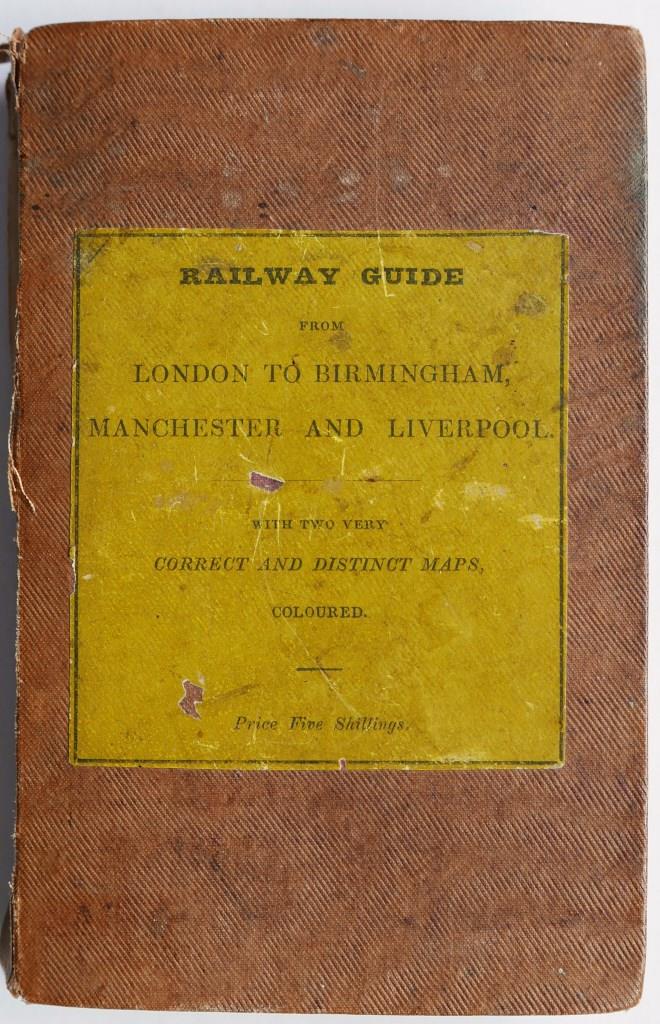 RAILWAY GUIDE
FROM
LONDON TO BIRMINGHAM,
MANCHESTER AND LIVERPOOL.
WITH TWO VERY
CORRECT AND DISTINCT MAPS,
COLOURED.
Price Five Shillings.